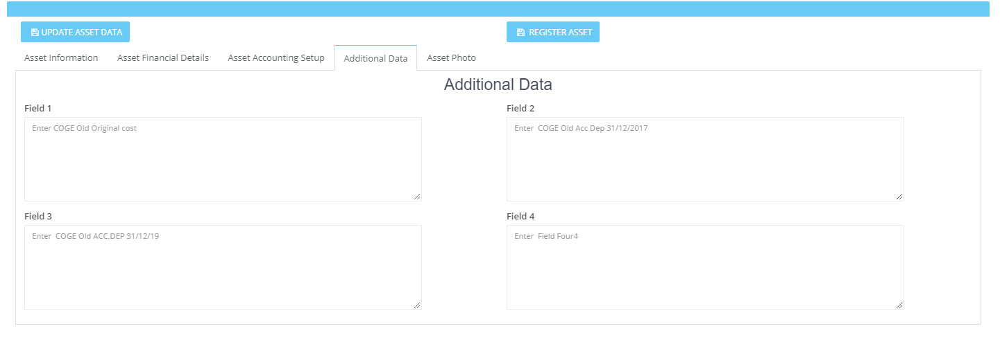 UPDATE ASSET DATA
REGISTER ASSET
Asset Information
Asset Financial Details
Asset Accounting Setup
Additional Data
Asset Photo
Additional Data
Field 1
Field 2
Enter COGE Old Original cost
Enter COGE Old Acc Dep 31/12/2017
Field 3
Field 4
Enter COGE Old ACC.DEP 31/12/19
Enter Field Four4